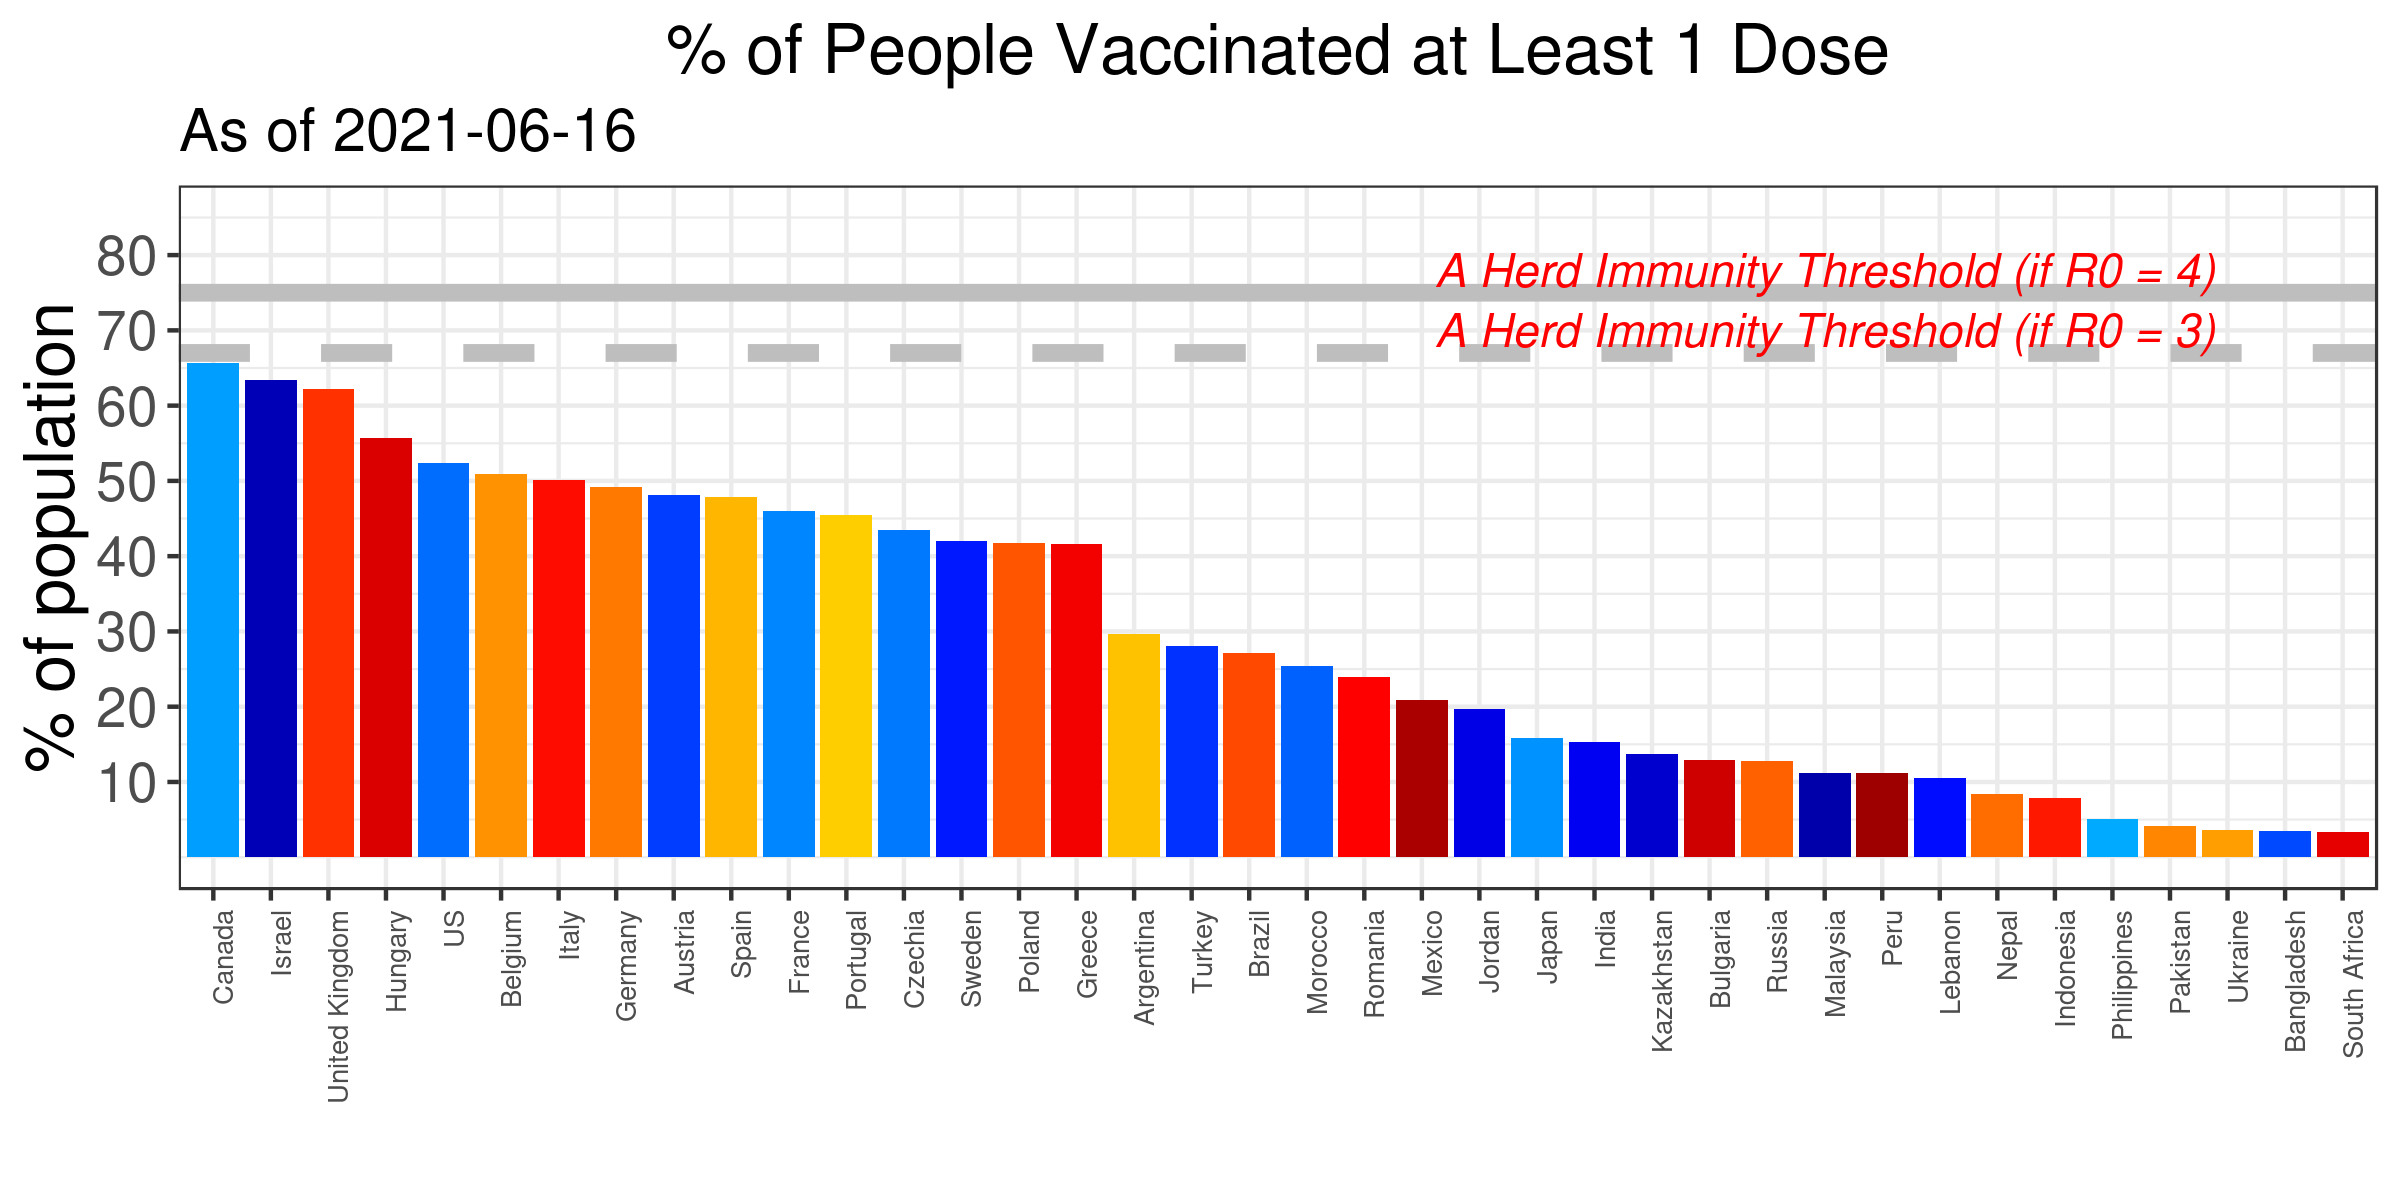 % of People Vaccinated at Least 1 Dose
As of 2021-06-16
% of population
80
70
60
50
40
30
20
10
A Herd Immunity Threshold (if R0 = 4)
A Herd Immunity Threshold (if R0 = 3)
Canada
Israel
United Kingdom
Hungary
US
Belgium
Italy
Germany
Austria
Spain
France
Portugal
Czechia
Sweden
Poland
Greece
Argentina
Turkey
Brazil
Morocco
Romania
Mexico
Jordan
Japan
India
Kazakhstan
Bulgaria
Russia
Malaysia
Peru
Lebanon
Nepal
Indonesia
Philippines
Pakistan
Ukraine
Bangladesh
South Africa